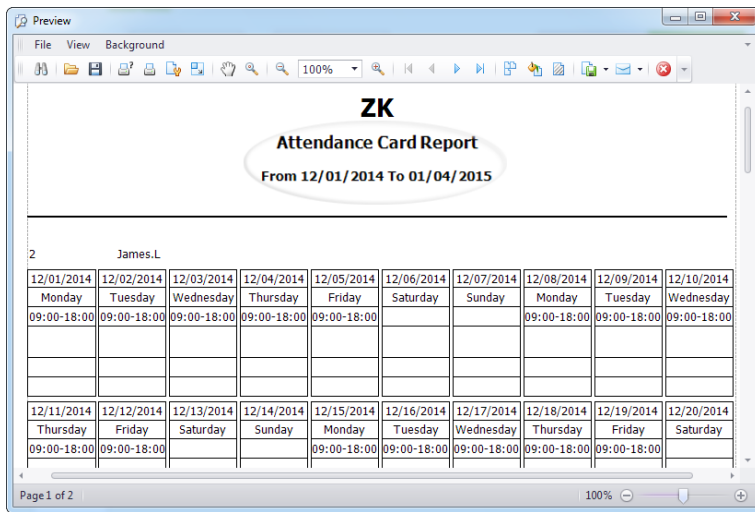 Preview
File View Background
100%
ZK
Attendance Card Report
From 12/01/2014 To 01/04/2015
2 James.L
12/01/2014 12/02/2014 12/03/2014 12/04/2014 12/05/2014 12/06/2014 12/07/2014 12/08/2014 12/09/2014 12/10/2014
Monday Tuesday Wednesday Thursday Friday Saturday Sunday Monday Tuesday Wednesday
09:00-18:00 09:00-18:00 09:00-18:00 09:00-18:00 09:00-18:00 09:00-18:00 09:00-18:00 09:00-18:00
12/11/2014 12/12/2014 12/13/2014 12/14/2014 12/15/2014 12/16/2014 12/17/2014 12/18/2014 12/19/2014 12/20/2014
Thursday Friday Saturday Sunday Monday Tuesday Wednesday Thursday Friday Saturday
09:00-18:00 09:00-18:00 09:00-18:00 09:00-18:00 09:00-18:00 09:00-18:00 09:00-18:00
Page 1 of 2 100%